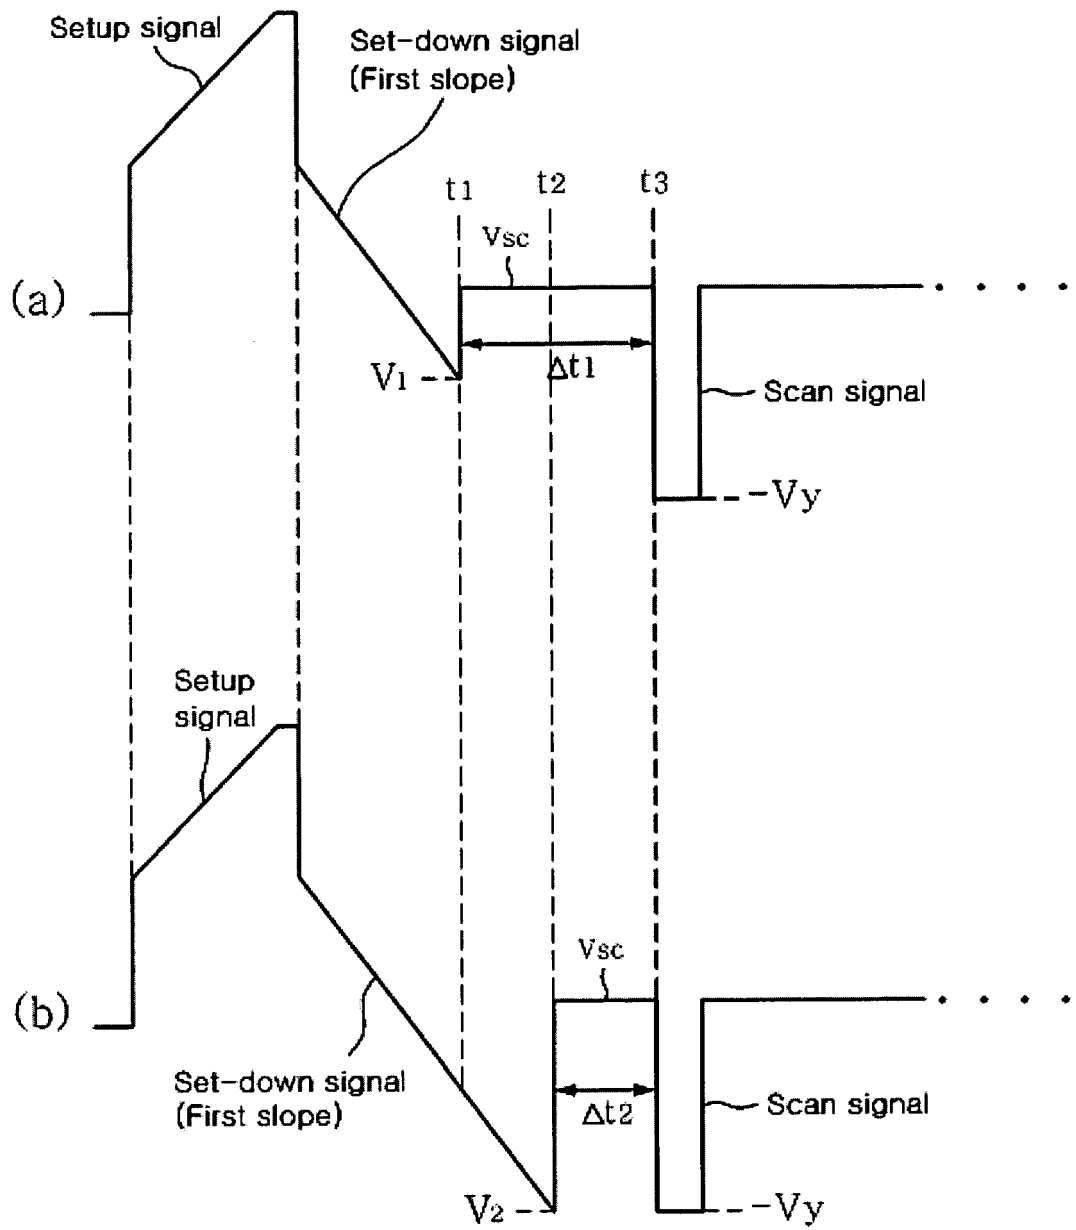 Setup signal
Set-down signal
(First slope)
t1 t2 t3
Vsc
(a)
V1
Δt1
Scan signal
-Vy
Setup
signal
Vsc
(b)
Set-down signal
(First slope)
Δt2
Scan signal
V2
-Vy